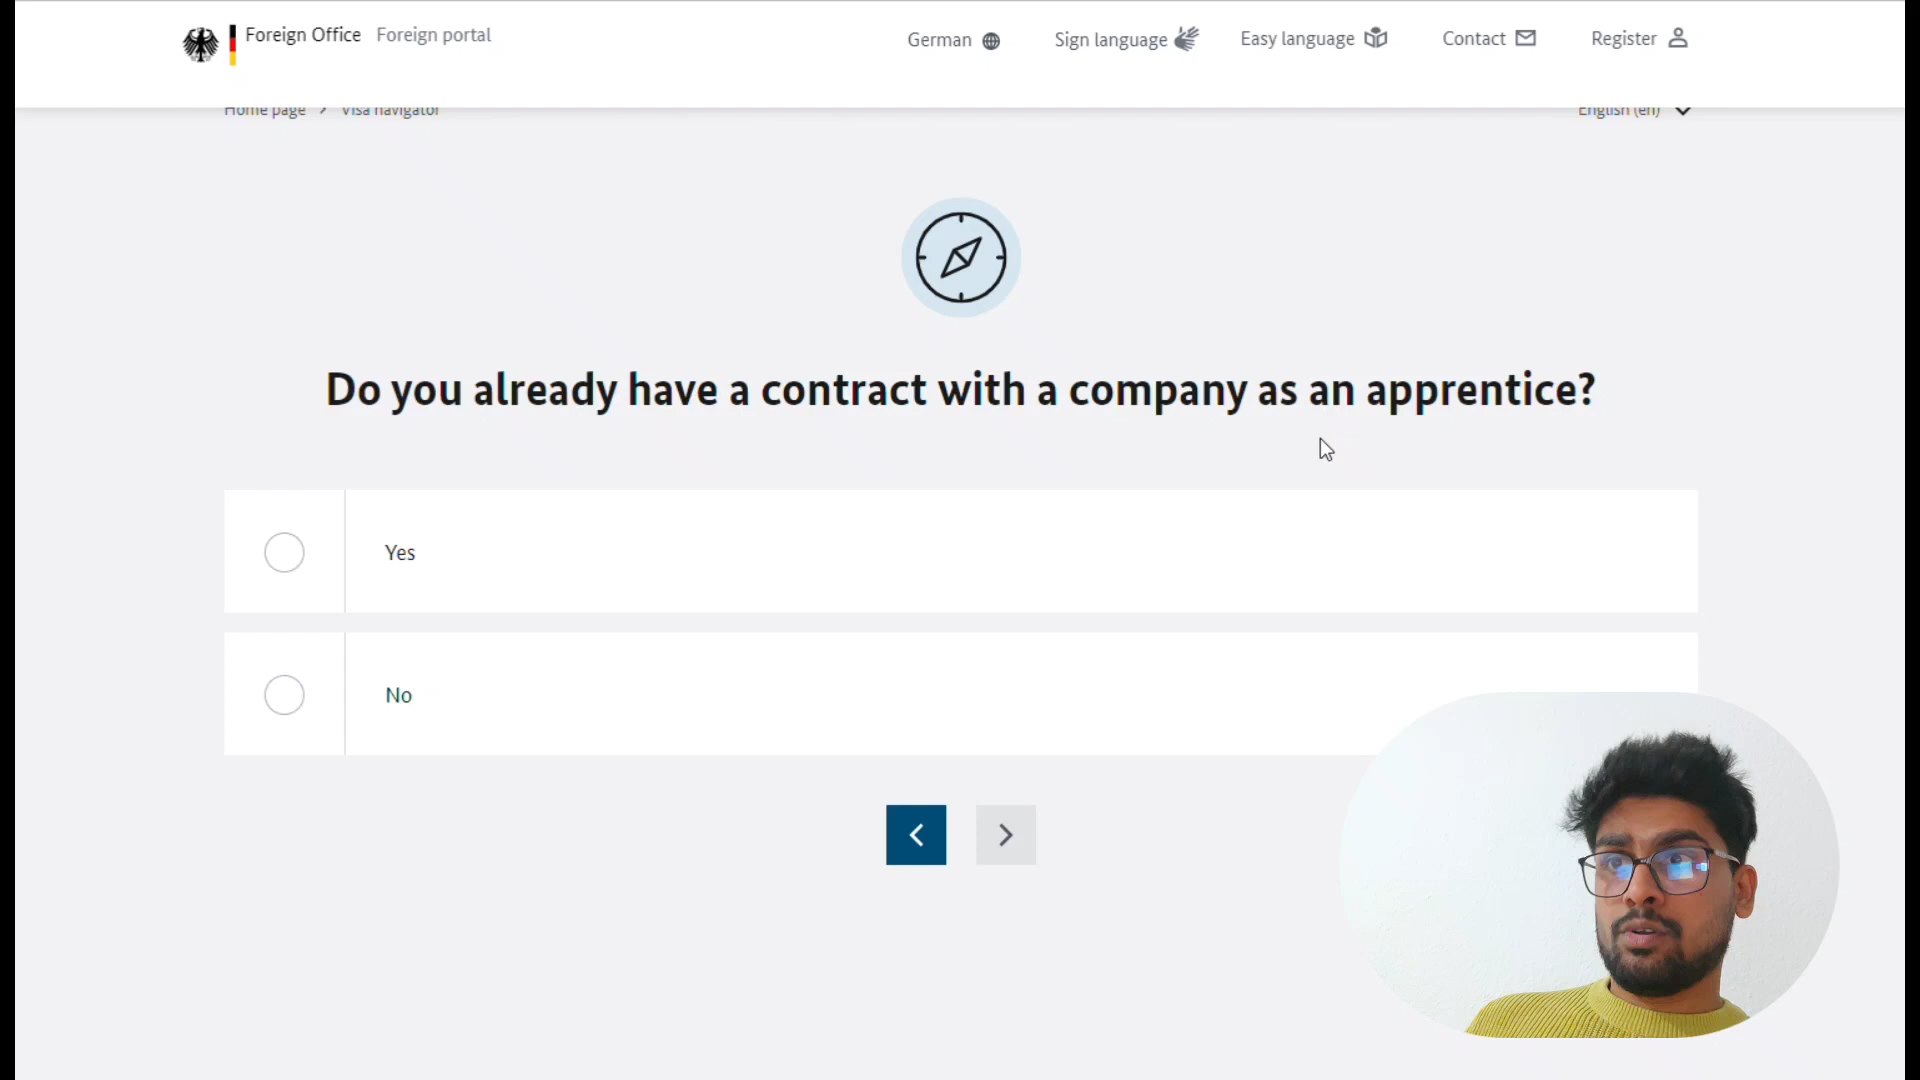 Foreign Office Foreign portal
German Sign language Easy language Contact Register
Home page > Visa navigator
English (en)
Do you already have a contract with a company as an apprentice?
Yes
No